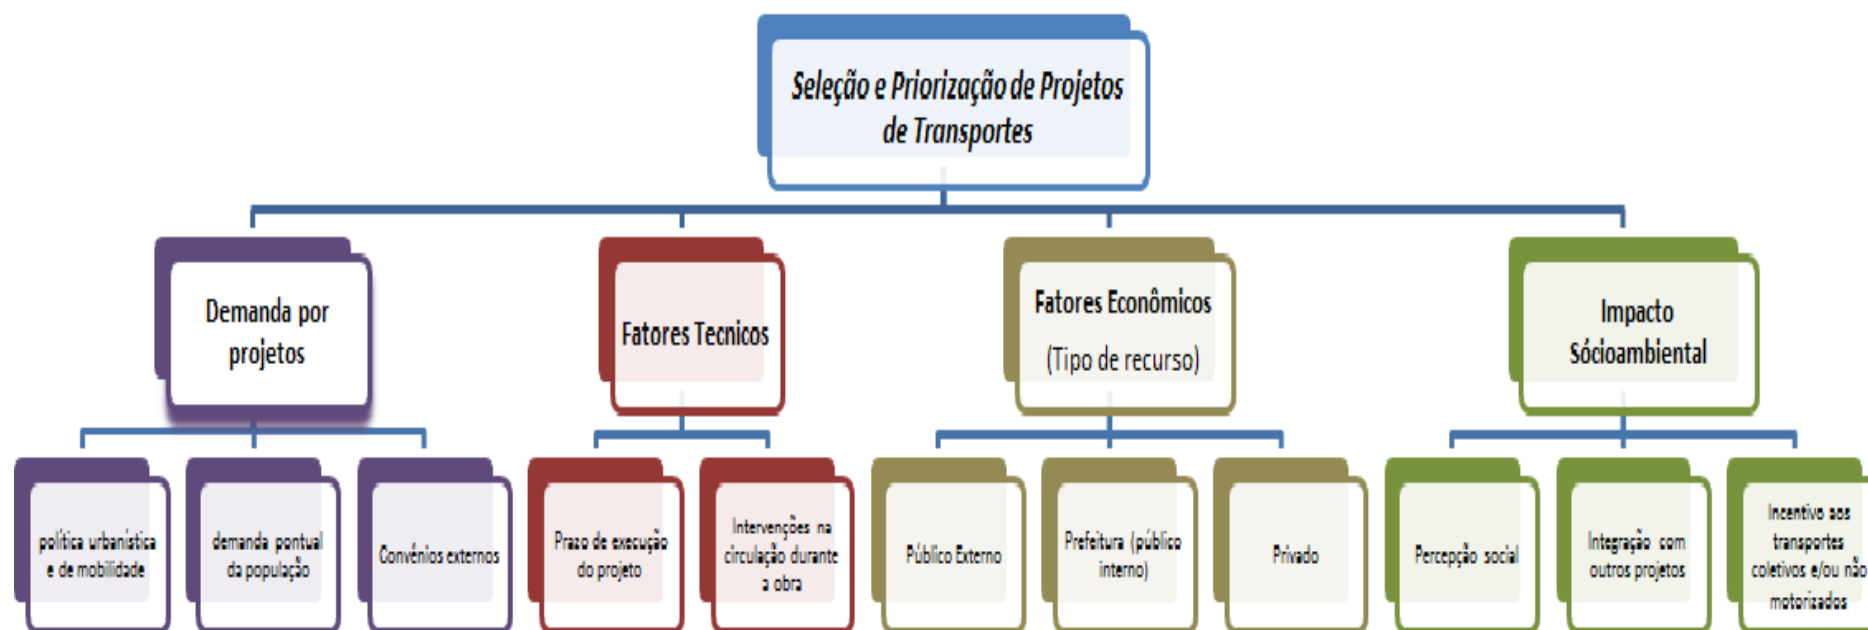 Seleção e Priorização de Projetos
de Transportes
Demanda por
projetos
Fatores Tecnicos
Fatores Econômicos
(Tipo de recurso)
Impacto
Sócioambiental
política urbanística
e de mobilidade
demanda pontual
da população
Convênios externos
Prazo de execução
do projeto
Intervenções na
circulação durante
a obra
Público Externo
Prefeitura (público
interno)
Privado
Percepção social
Integração com
outros projetos
Incentivo aos
transportes
coletivos e/ou não
motorizados